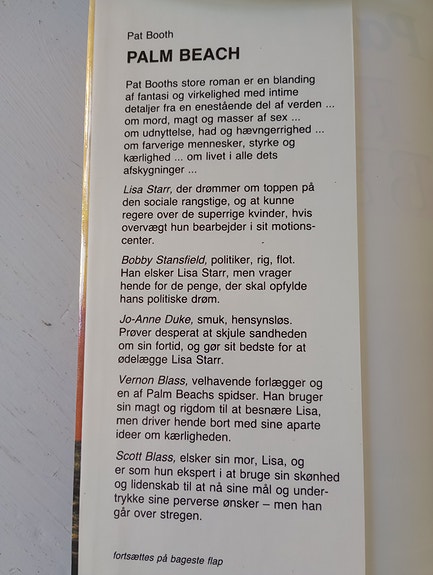 Pat Booth
PALM BEACH
Pat Booths store roman er en blanding
af fantasi og virkelighed med intime
detaljer fra en enestående del af verden ...
om mord, magt og masser af sex ...
om udnyttelse, had og hævngerrighed ...
om farverige mennesker, styrke og
kærlighed ... om livet i alle dets
afskygninger ...
Lisa Starr, der drømmer om toppen på
den sociale rangstige, og at kunne
regere over de superrige kvinder, hvis
overvægt hun bearbejder i sit motions-
center.
Bobby Stansfield, politiker, rig, flot.
Han elsker Lisa Starr, men vrager
hende for de penge, der skal opfylde
hans politiske drøm.
Jo-Anne Duke, smuk, hensynsløs.
Prøver desperat at skjule sandheden
om sin fortid, og gør sit bedste for at
ødelægge Lisa Starr.
Vernon Blass, velhavende forlægger og
en af Palm Beachs spidser. Han bruger
sin magt og rigdom til at besnære Lisa,
men driver hende bort med sine aparte
ideer om kærligheden.
Scott Blass, elsker sin mor, Lisa, og
er som hun ekspert i at bruge sin skønhed
og lidenskab til at nå sine mål og under-
trykke sine perverse ønsker – men han
går over stregen.
fortsættes på bageste flap